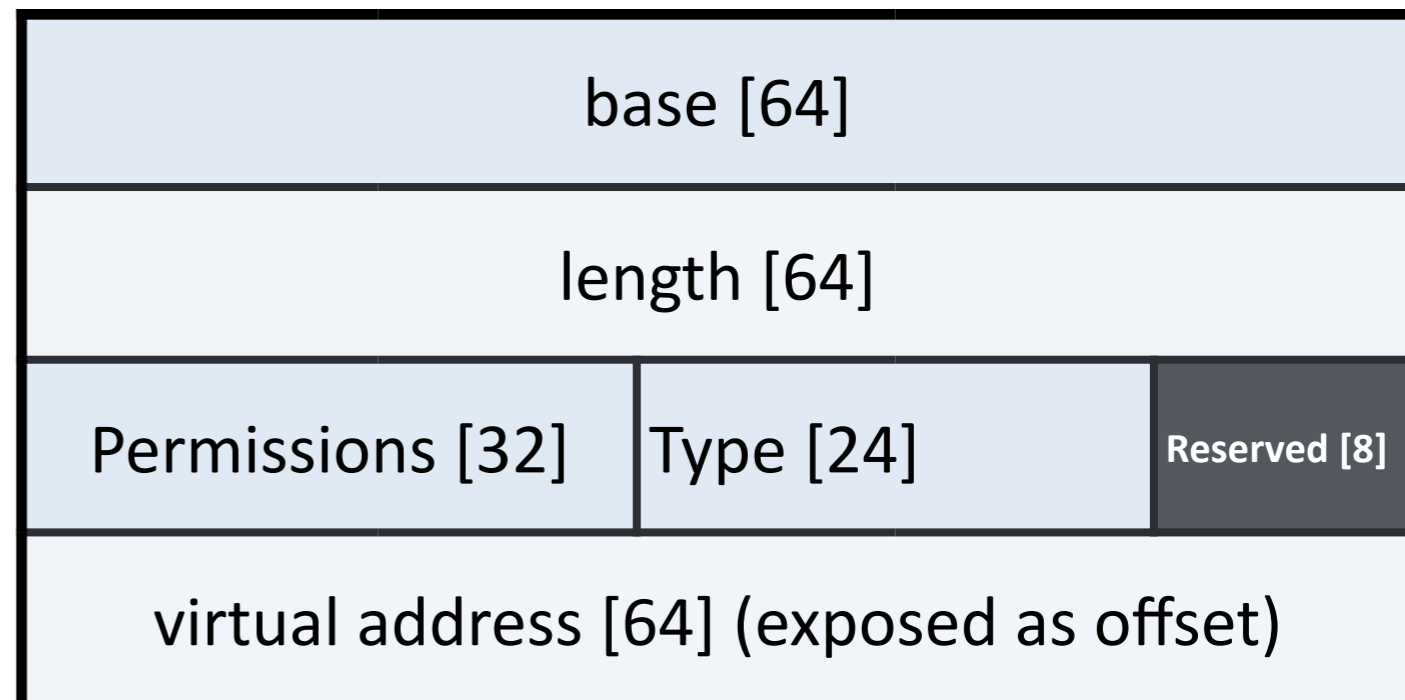 base [64]
length [64]
Permissions [32] Type [24] Reserved [8]
virtual address [64] (exposed as offset)